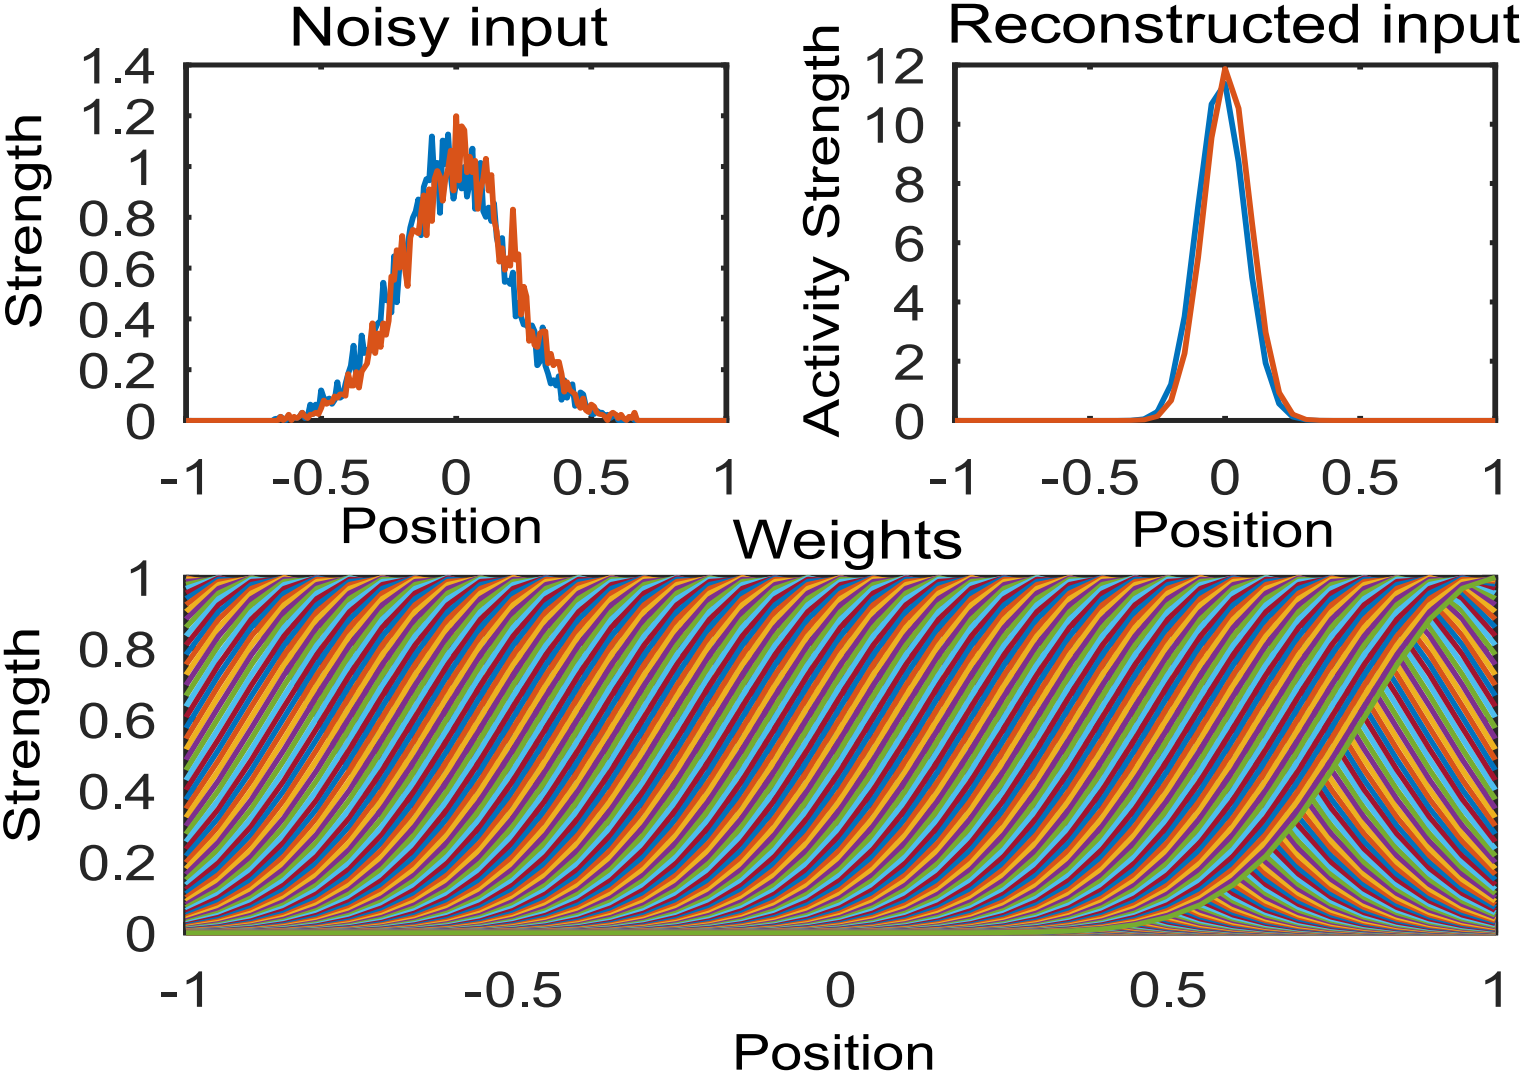 Noisy input
Strength
1.4
1.2
1
0.8
0.6
0.4
0.2
0
-1 -0.5 0 0.5 1
Position
Reconstructed input
Activity Strength
12
10
8
6
4
2
0
-1 -0.5 0 0.5 1
Position
Weights
Strength
1
0.8
0.6
0.4
0.2
0
-1 -0.5 0 0.5 1
Position